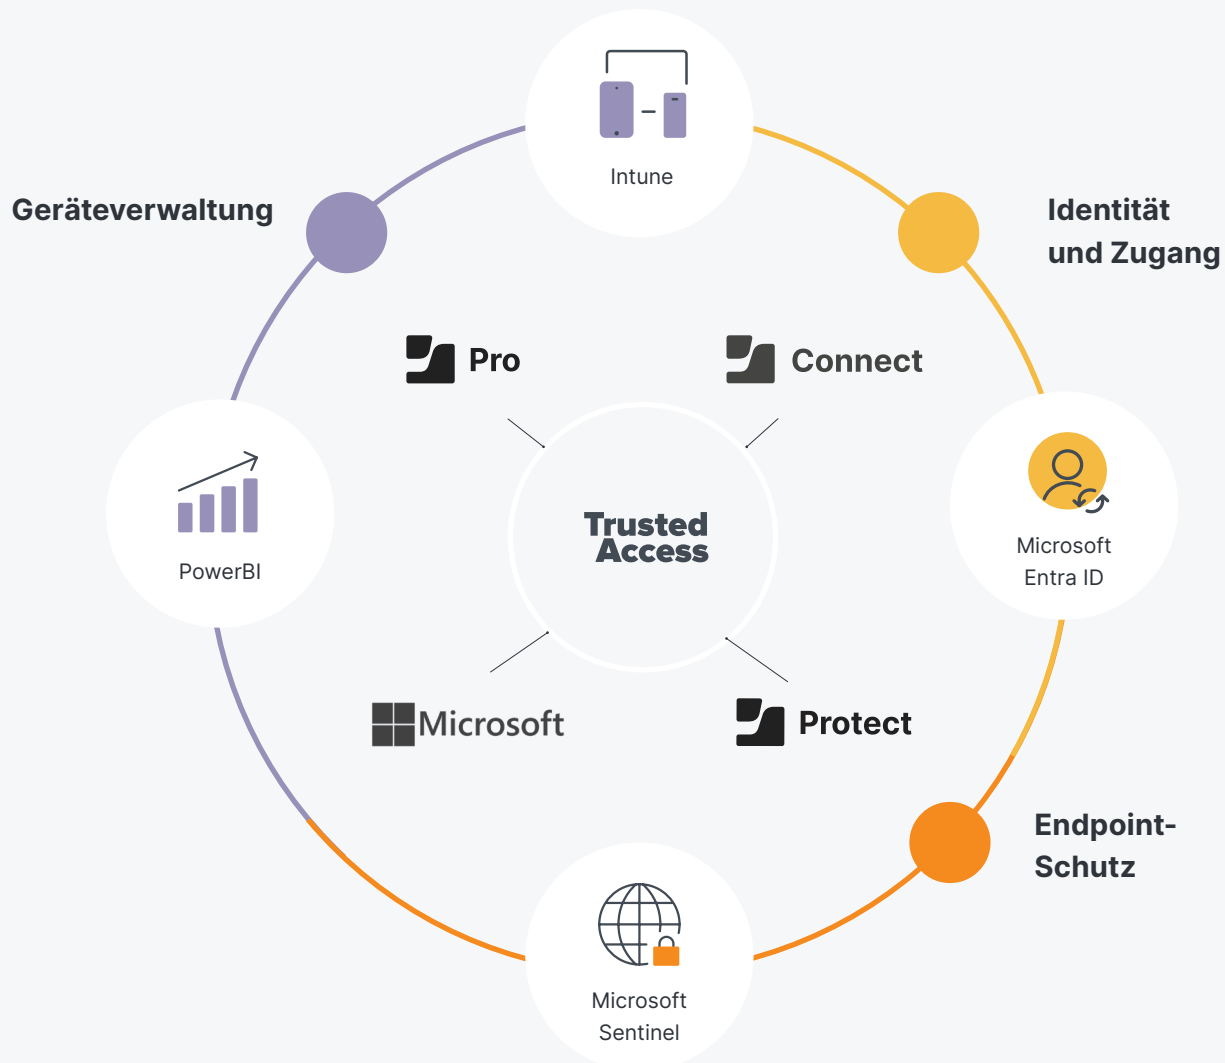 Intune
Geräteverwaltung
Identität
und Zugang
Pro
Connect
Trusted
Access
PowerBI
Microsoft
Entra ID
Microsoft
Protect
Endpoint-
Schutz
Microsoft
Sentinel